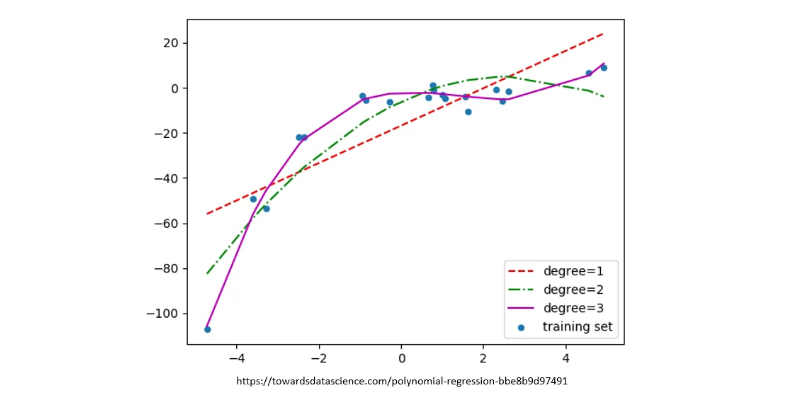 20
0
−20
−40
−60
−80
−100
degree=1
degree=2
degree=3
training set
−4
−2
0
2
4
https://towardsdatascience.com/polynomial-regression-bbe8b9d97491